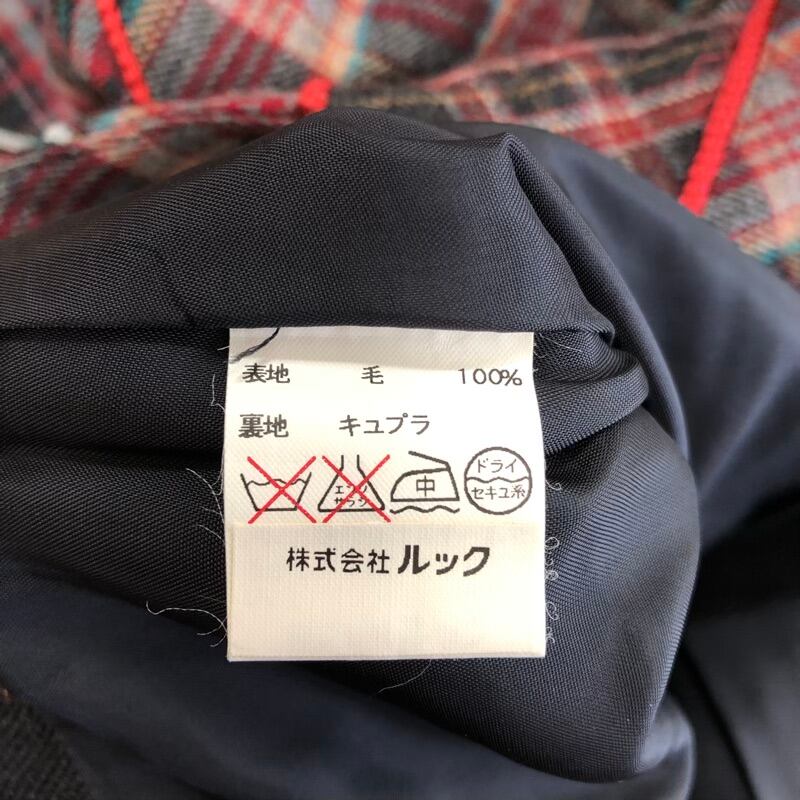 表地 毛 100%
裏地 キュプラ
エンソ サラシ 中 ドライ セキユ系
株式会社 ルック